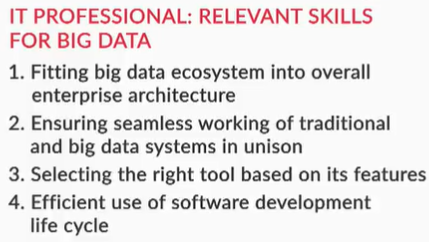 IT PROFESSIONAL: RELEVANT SKILLS
FOR BIG DATA
1. Fitting big data ecosystem into overall
enterprise architecture
2. Ensuring seamless working of traditional
and big data systems in unison
3. Selecting the right tool based on its features
4. Efficient use of software development
life cycle